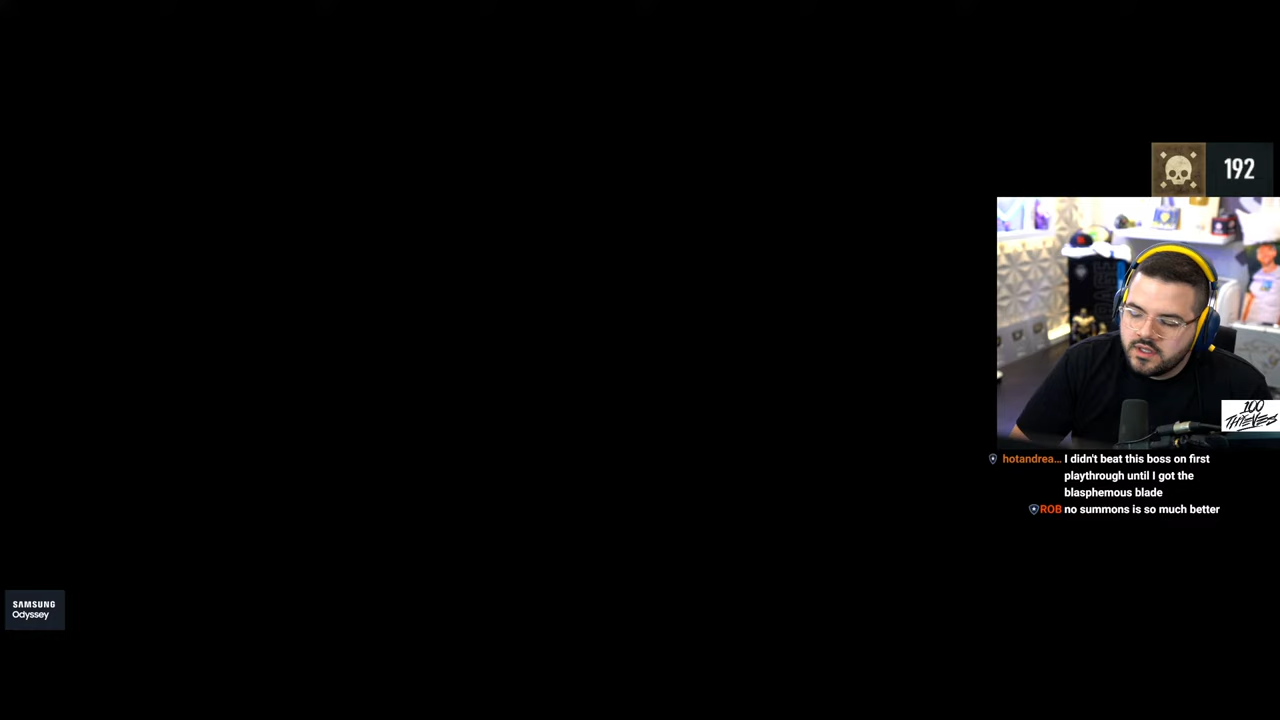 192
100
THIEVES
hotandrea... I didn't beat this boss on first
playthrough until I got the
blasphemous blade
ROB no summons is so much better
SAMSUNG
Odyssey